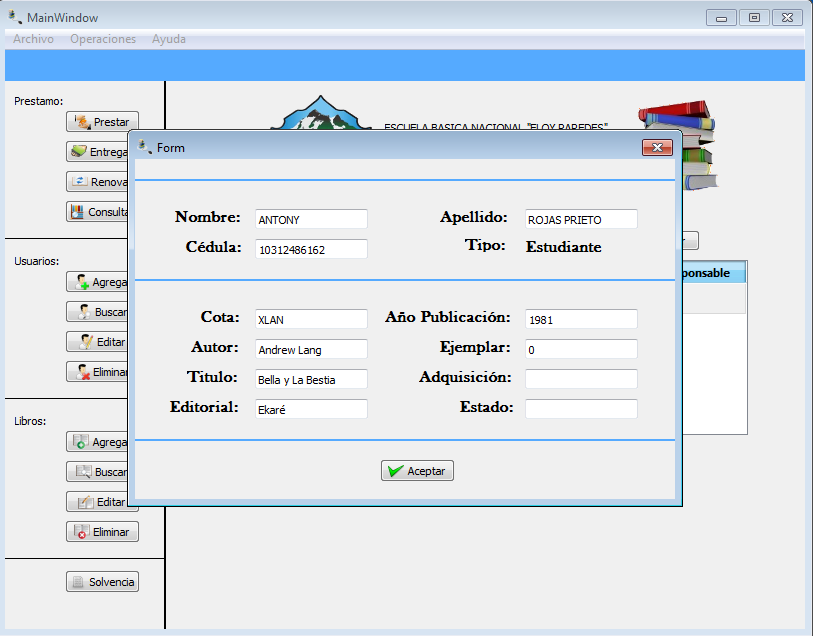 MainWindow
Archivo Operaciones Ayuda
Prestamo:
Prestar
Entrega
Renova
Consulta
Usuarios:
Agrega
Buscar
Editar
Eliminar
Libros:
Agrega
Buscar
Editar
Eliminar
Solvencia
ESCUELA BASICA NACIONAL "ELOY PAREDES"
ponsable
Form
Nombre: ANTONY Apellido: ROJAS PRIETO
Cédula: 10312486162 Tipo: Estudiante
Cota: XLAN Año Publicación: 1981
Autor: Andrew Lang Ejemplar: 0
Titulo: Bella y La Bestia Adquisición:
Editorial: Ekaré Estado:
Aceptar